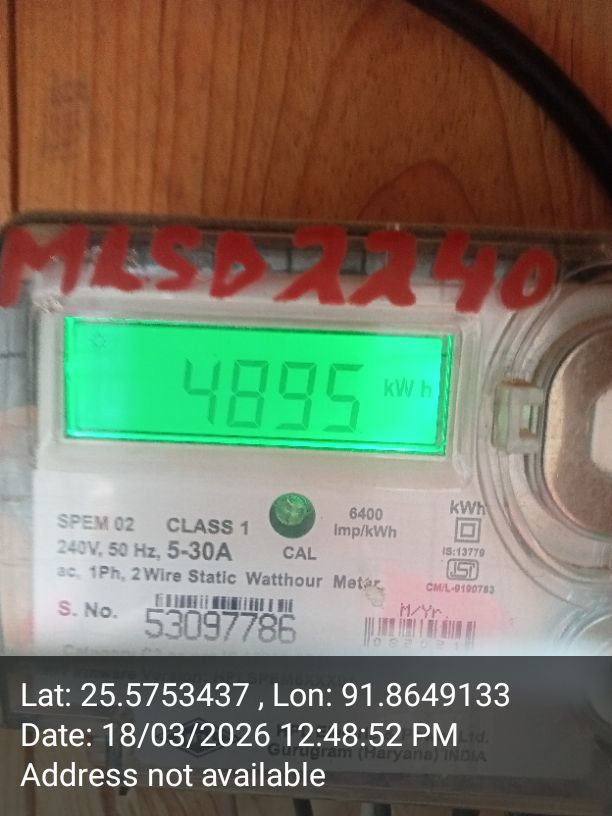 MLSD2240
4895 kWh
SPEM 02 CLASS 1
6400 Imp/kWh
kWh
240V, 50 Hz, 5-30A
CAL
IS:13779
ac, 1Ph, 2 Wire Static Watthour Meter
CM/L-9190783
S. No. 53097786
M/Yr.
Lat: 25.5753437 , Lon: 91.8649133
Date: 18/03/2026 12:48:52 PM
Ltd.
Gurugram (Haryana) INDIA
Address not available